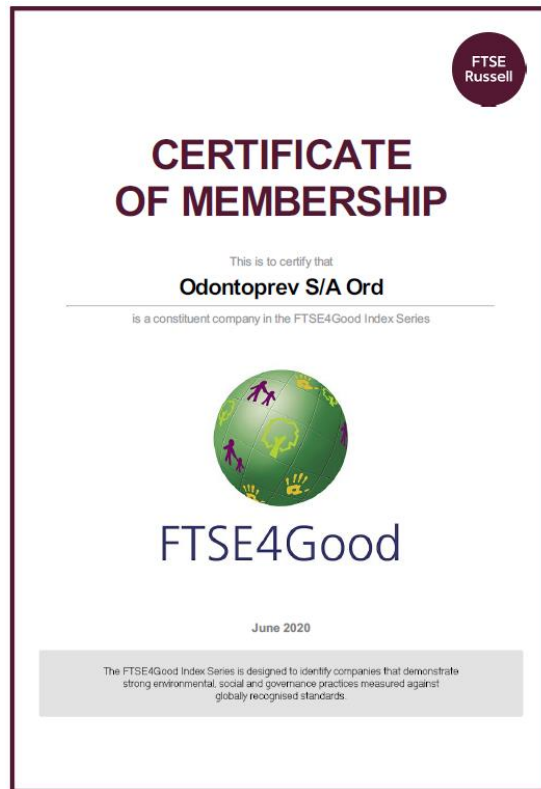 FTSE
Russell
CERTIFICATE
OF MEMBERSHIP
This is to certify that
Odontoprev S/A Ord
is a constituent company in the FTSE4Good Index Series
FTSE4Good
June 2020
The FTSE4Good Index Series is designed to identify companies that demonstrate
strong environmental, social and governance practices measured against
globally recognised standards.